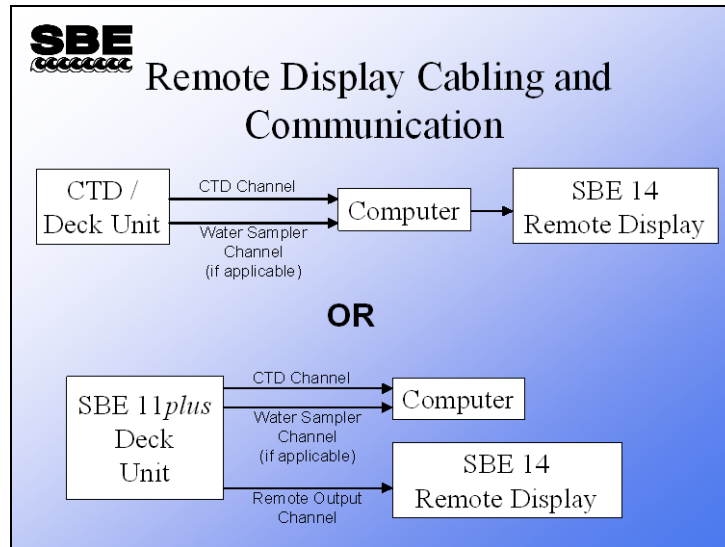 SBE
Remote Display Cabling and
Communication
CTD /
Deck Unit
CTD Channel
Water Sampler
Channel
(if applicable)
Computer
SBE 14
Remote Display
OR
SBE 11plus
Deck
Unit
CTD Channel
Water Sampler
Channel
(if applicable)
Remote Output
Channel
Computer
SBE 14
Remote Display